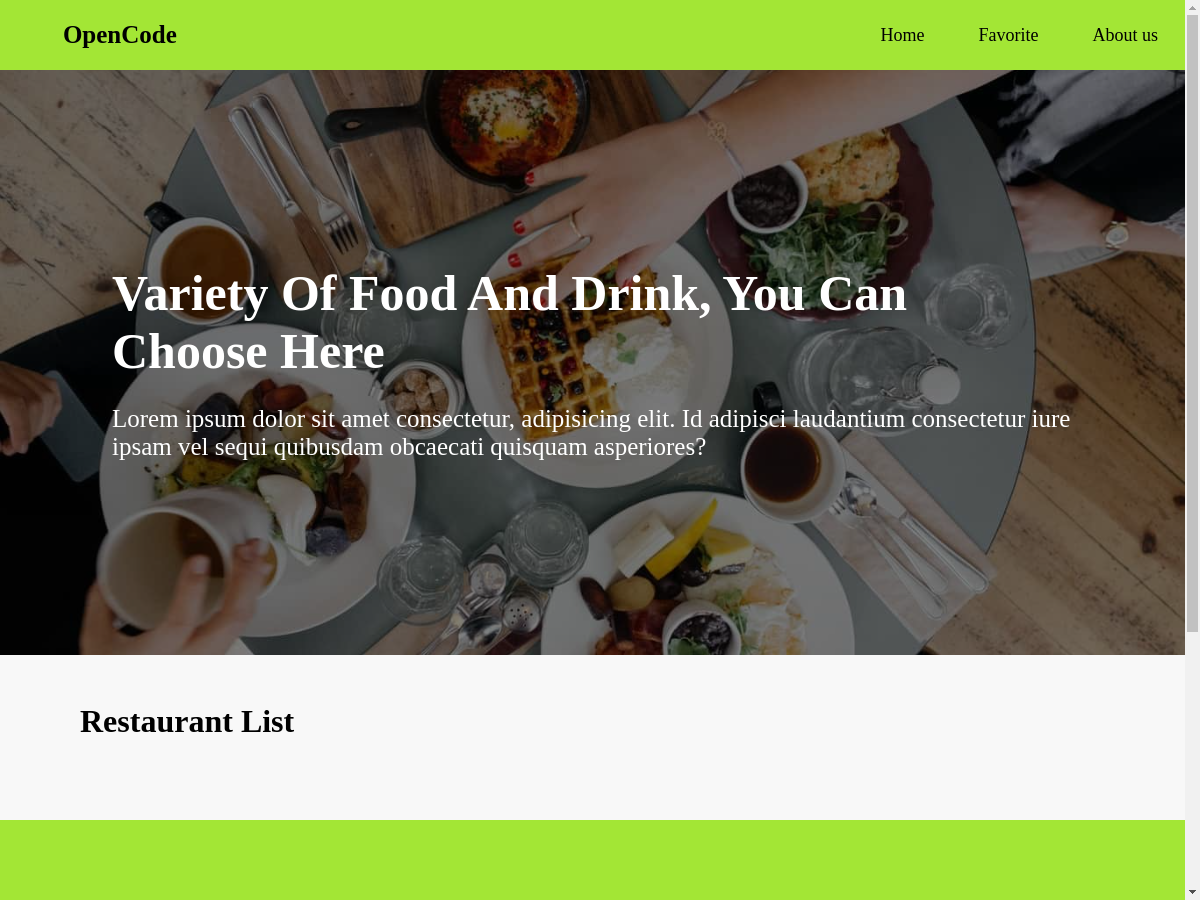 OpenCode
Home
Favorite
About us
Variety Of Food And Drink, You Can
Choose Here
Lorem ipsum dolor sit amet consectetur, adipisicing elit. Id adipisci laudantium consectetur iure
ipsam vel sequi quibusdam obcaecati quisquam asperiores?
Restaurant List